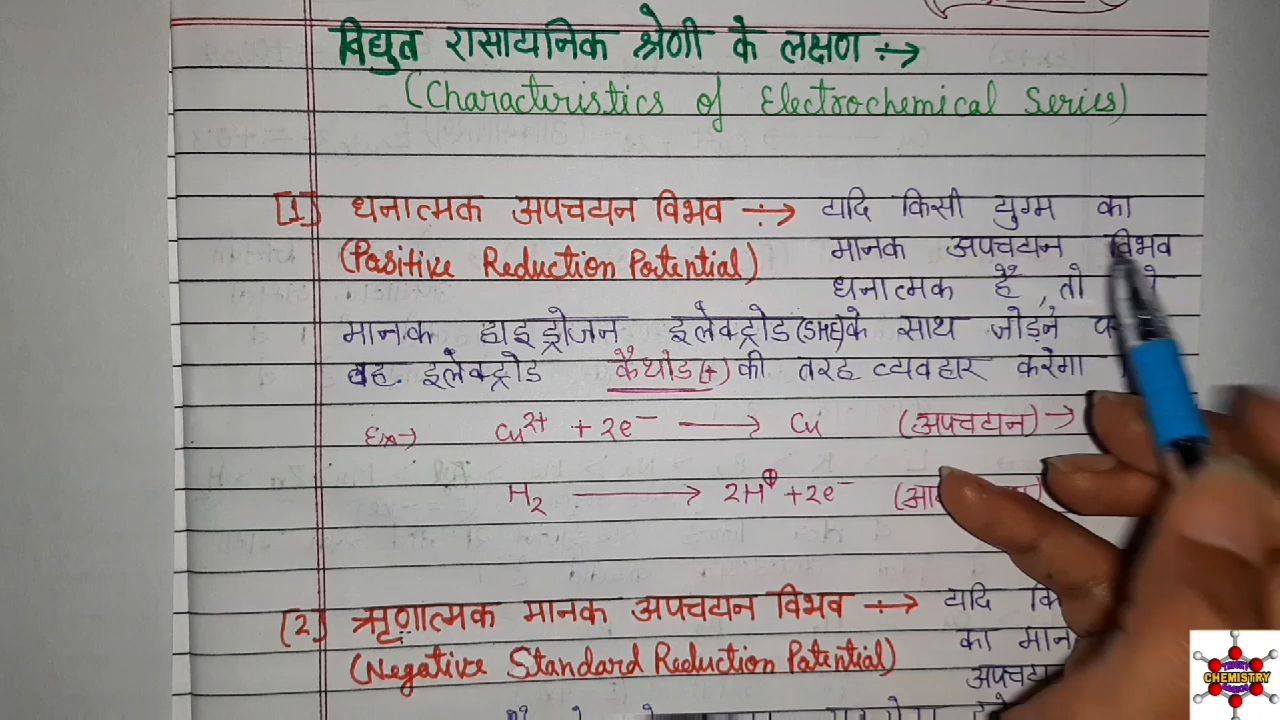 विद्युत रासायनिक श्रेणी के लक्षण ÷→
(Characteristics of Electrochemical Series)
[1] धनात्मक अपचयन विभव ÷→ यदि किसी युग्म का
(Positive Reduction Potential) मानक अपचयन विभव
धनात्मक है, तो
मानक हाइड्रोजन इलेक्ट्रोड (SHE) के साथ जोड़ने
वह इलेक्ट्रोड कैथोड (+) की तरह व्यवहार करेगा
Ex→ Cu2+ + 2e– → Cu (अपचयन) →
H2 → 2H⊕ + 2e–
(2) ऋणात्मक मानक अपचयन विभव ÷→ यदि
(Negative Standard Reduction Potential) का
CHEMISTRY